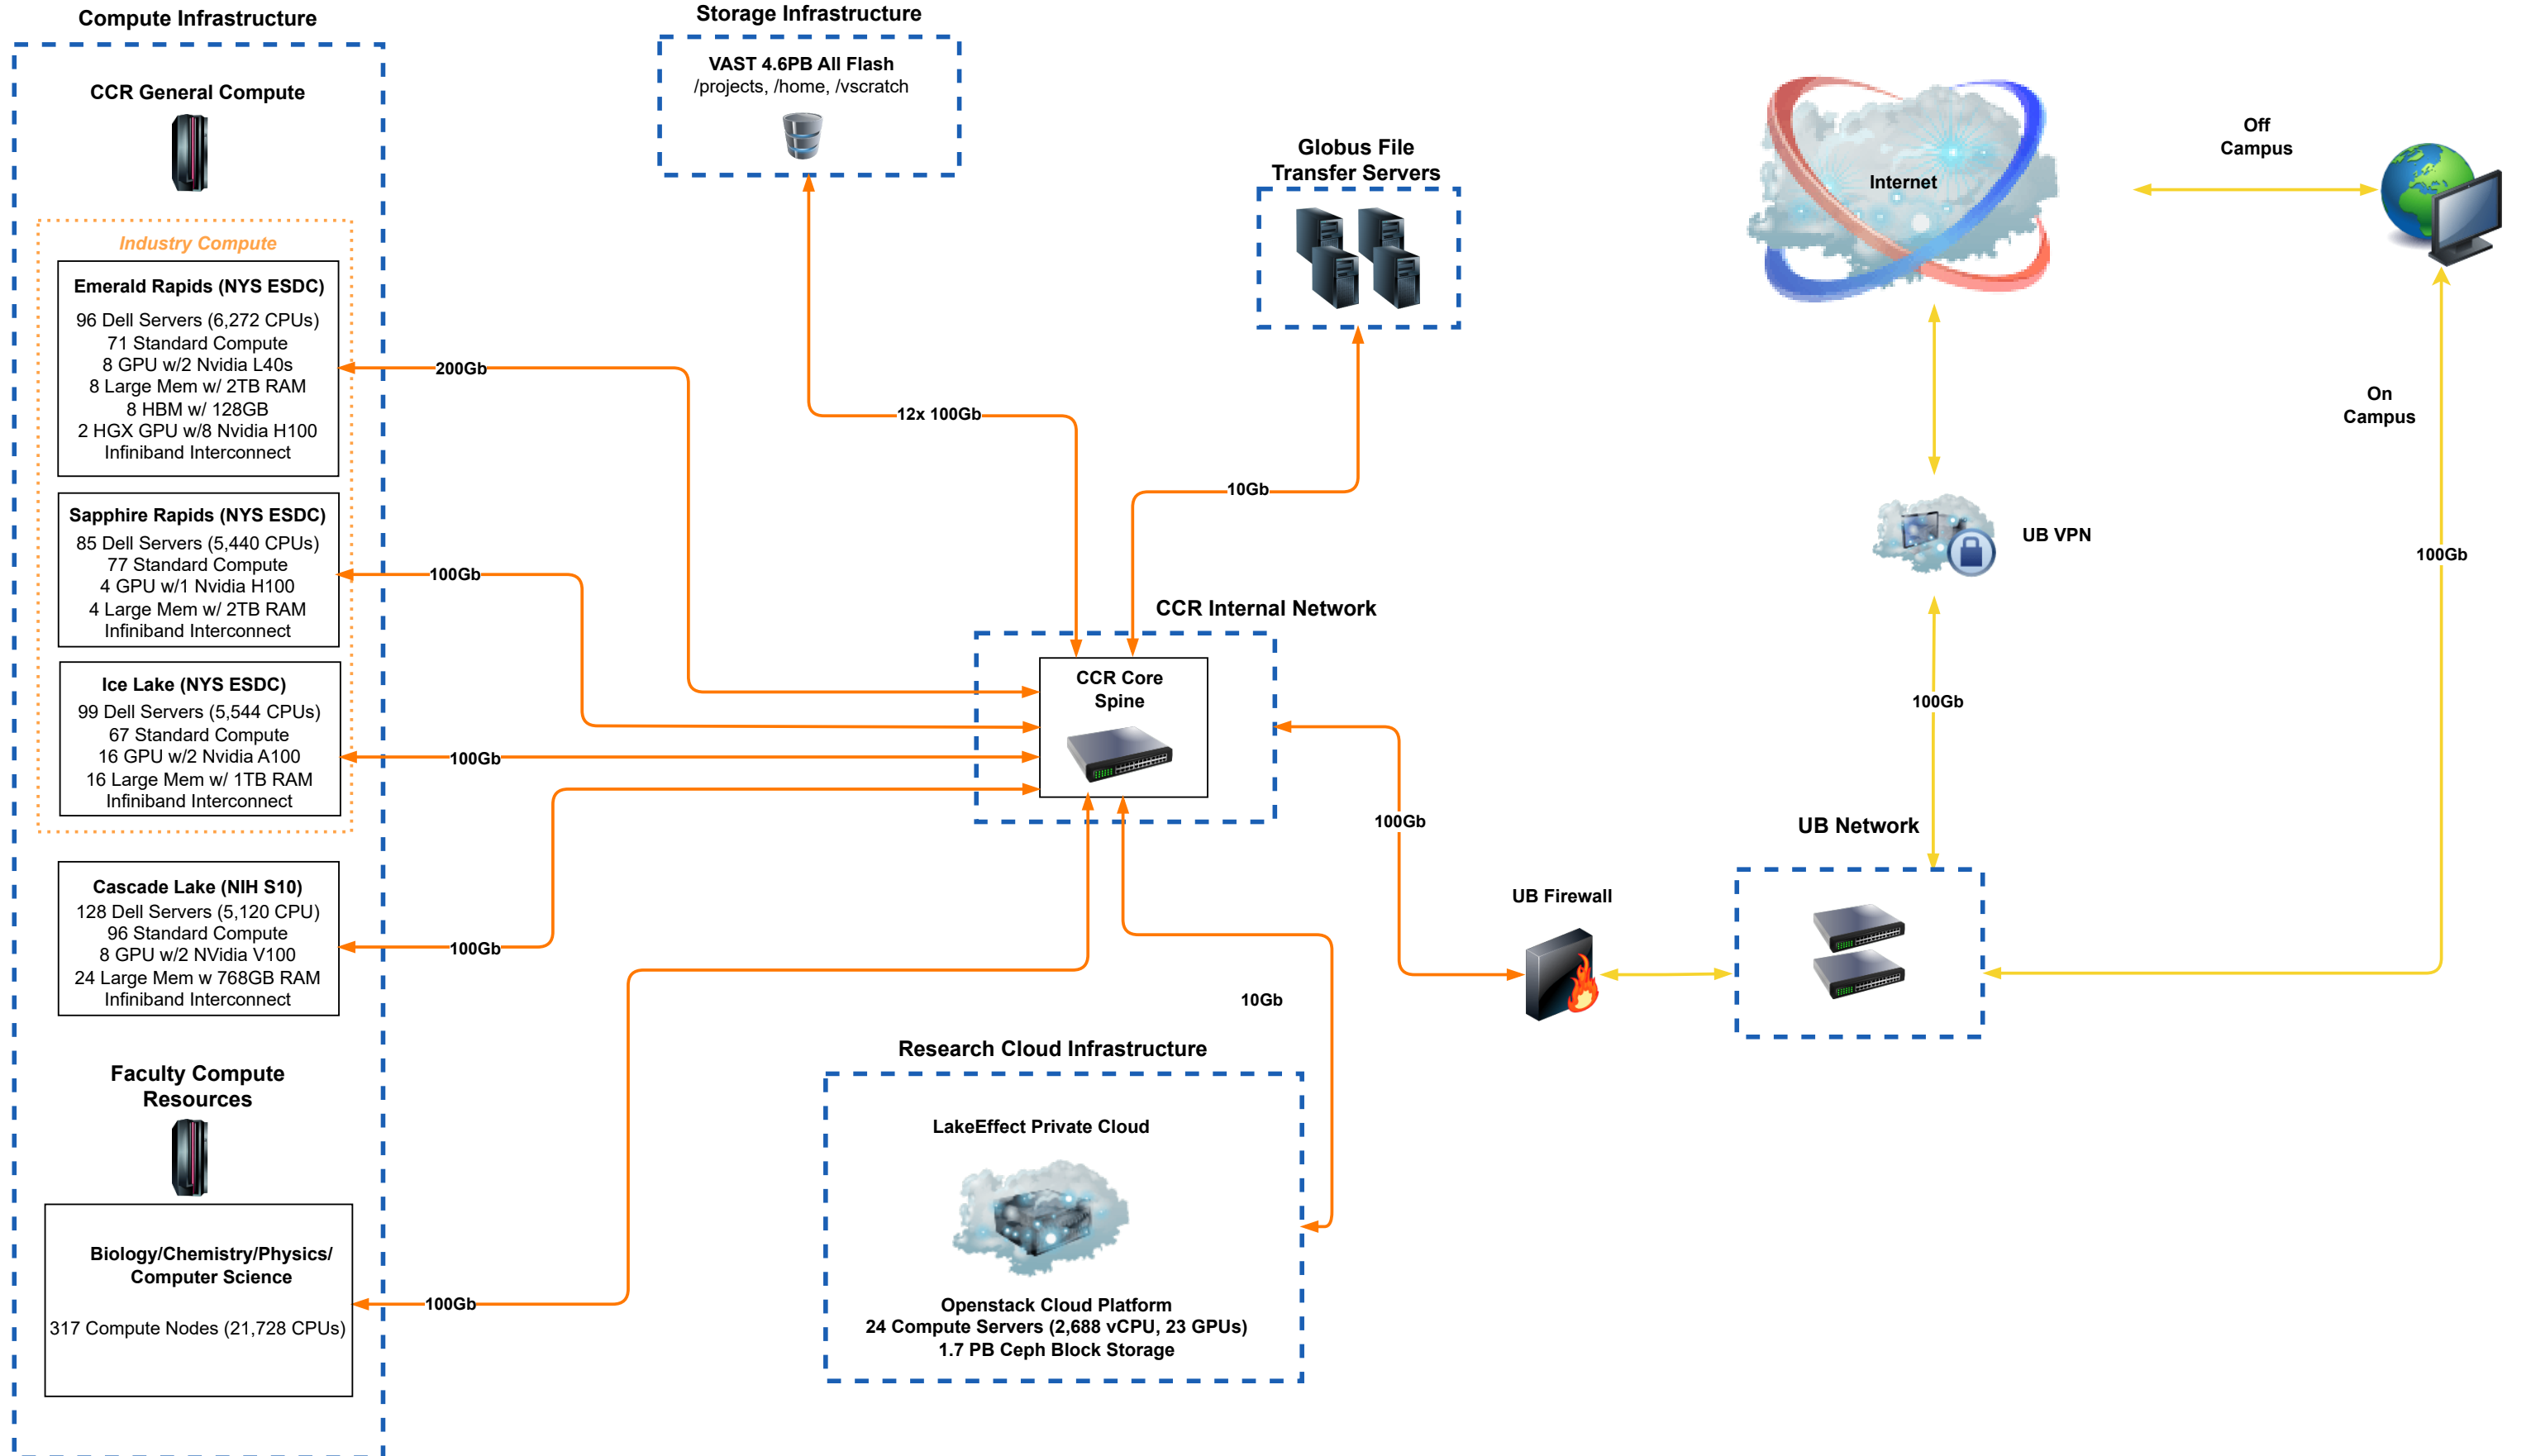 Compute Infrastructure
CCR General Compute
Industry Compute
Emerald Rapids (NYS ESDC)
96 Dell Servers (6,272 CPUs)
71 Standard Compute
8 GPU w/2 Nvidia L40s
8 Large Mem w/ 2TB RAM
8 HBM w/ 128GB
2 HGX GPU w/8 Nvidia H100
Infiniband Interconnect
Sapphire Rapids (NYS ESDC)
85 Dell Servers (5,440 CPUs)
77 Standard Compute
4 GPU w/1 Nvidia H100
4 Large Mem w/ 2TB RAM
Infiniband Interconnect
Ice Lake (NYS ESDC)
99 Dell Servers (5,544 CPUs)
67 Standard Compute
16 GPU w/2 Nvidia A100
16 Large Mem w/ 1TB RAM
Infiniband Interconnect
Cascade Lake (NIH S10)
128 Dell Servers (5,120 CPU)
96 Standard Compute
8 GPU w/2 NVidia V100
24 Large Mem w 768GB RAM
Infiniband Interconnect
Faculty Compute
Resources
Biology/Chemistry/Physics/
Computer Science
317 Compute Nodes (21,728 CPUs)
200Gb
100Gb
100Gb
100Gb
100Gb
Storage Infrastructure
VAST 4.6PB All Flash
/projects, /home, /vscratch
12x 100Gb
Globus File
Transfer Servers
10Gb
CCR Internal Network
CCR Core
Spine
10Gb
Research Cloud Infrastructure
LakeEffect Private Cloud
Openstack Cloud Platform
24 Compute Servers (2,688 vCPU, 23 GPUs)
1.7 PB Ceph Block Storage
100Gb
UB Firewall
UB Network
100Gb
UB VPN
Internet
Off
Campus
On
Campus
100Gb